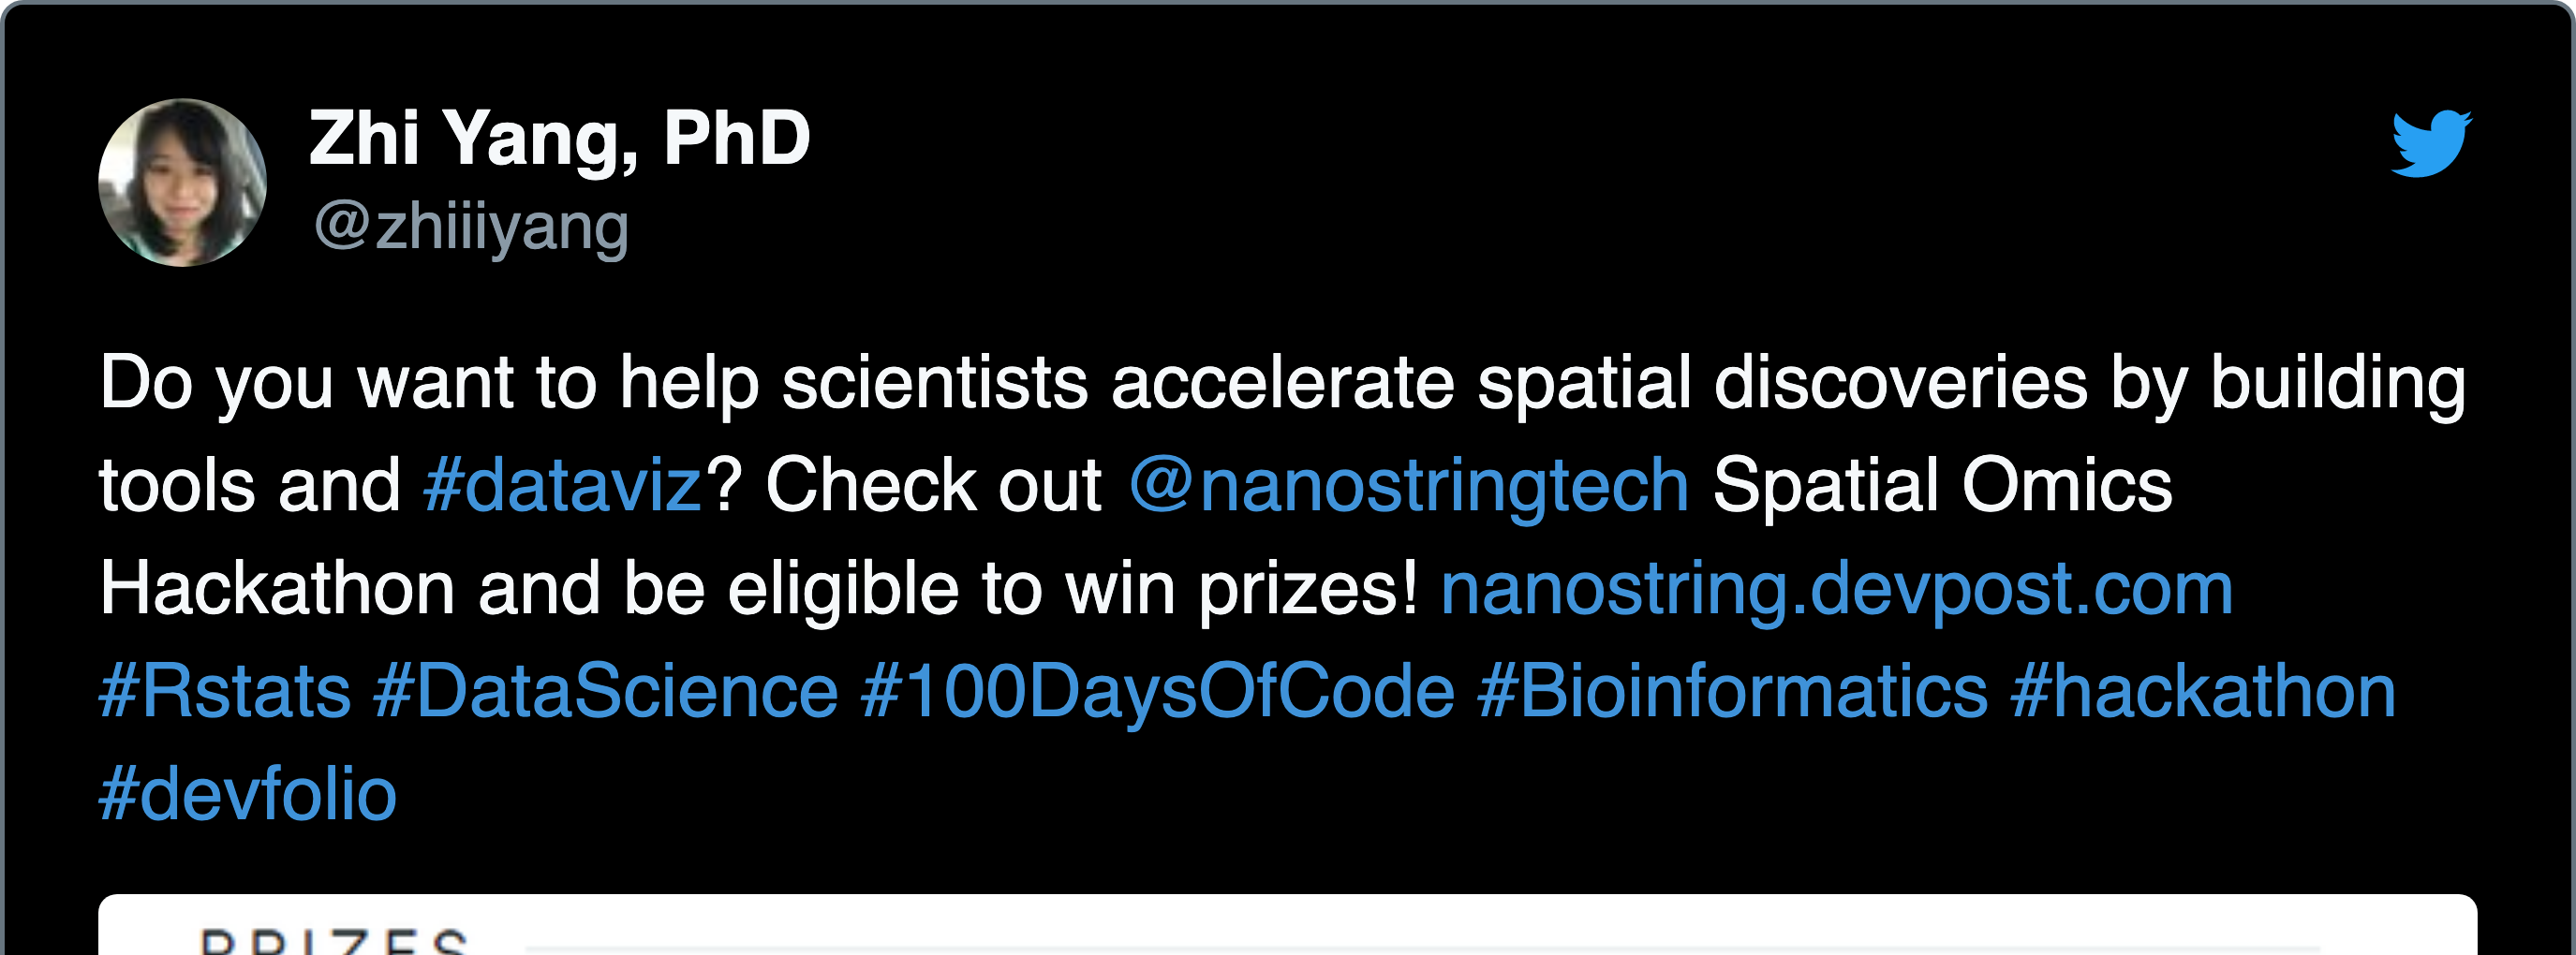 Zhi Yang, PhD
@zhiiiyang
Do you want to help scientists accelerate spatial discoveries by building
tools and #dataviz? Check out @nanostringtech Spatial Omics
Hackathon and be eligible to win prizes! nanostring.devpost.com
#Rstats #DataScience #100DaysOfCode #Bioinformatics #hackathon
#devfolio
PRIZES